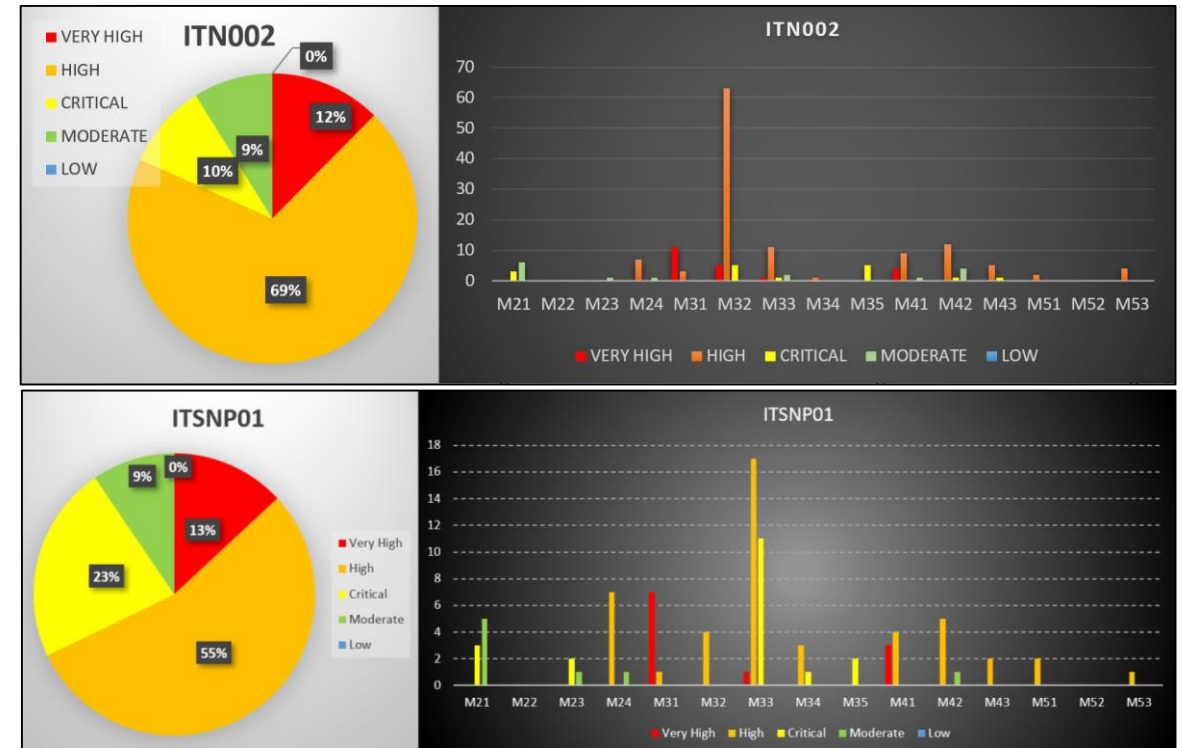 ITN002
VERY HIGH
HIGH
CRITICAL
MODERATE
LOW
0%
12%
9%
10%
69%
ITN002
70
60
50
40
30
20
10
0
M21 M22 M23 M24 M31 M32 M33 M34 M35 M41 M42 M43 M51 M52 M53
VERY HIGH HIGH CRITICAL MODERATE LOW
ITSNP01
0%
9%
13%
23%
55%
Very High
High
Critical
Moderate
Low
ITSNP01
18
16
14
12
10
8
6
4
2
0
M21 M22 M23 M24 M31 M32 M33 M34 M35 M41 M42 M43 M51 M52 M53
Very High High Critical Moderate Low